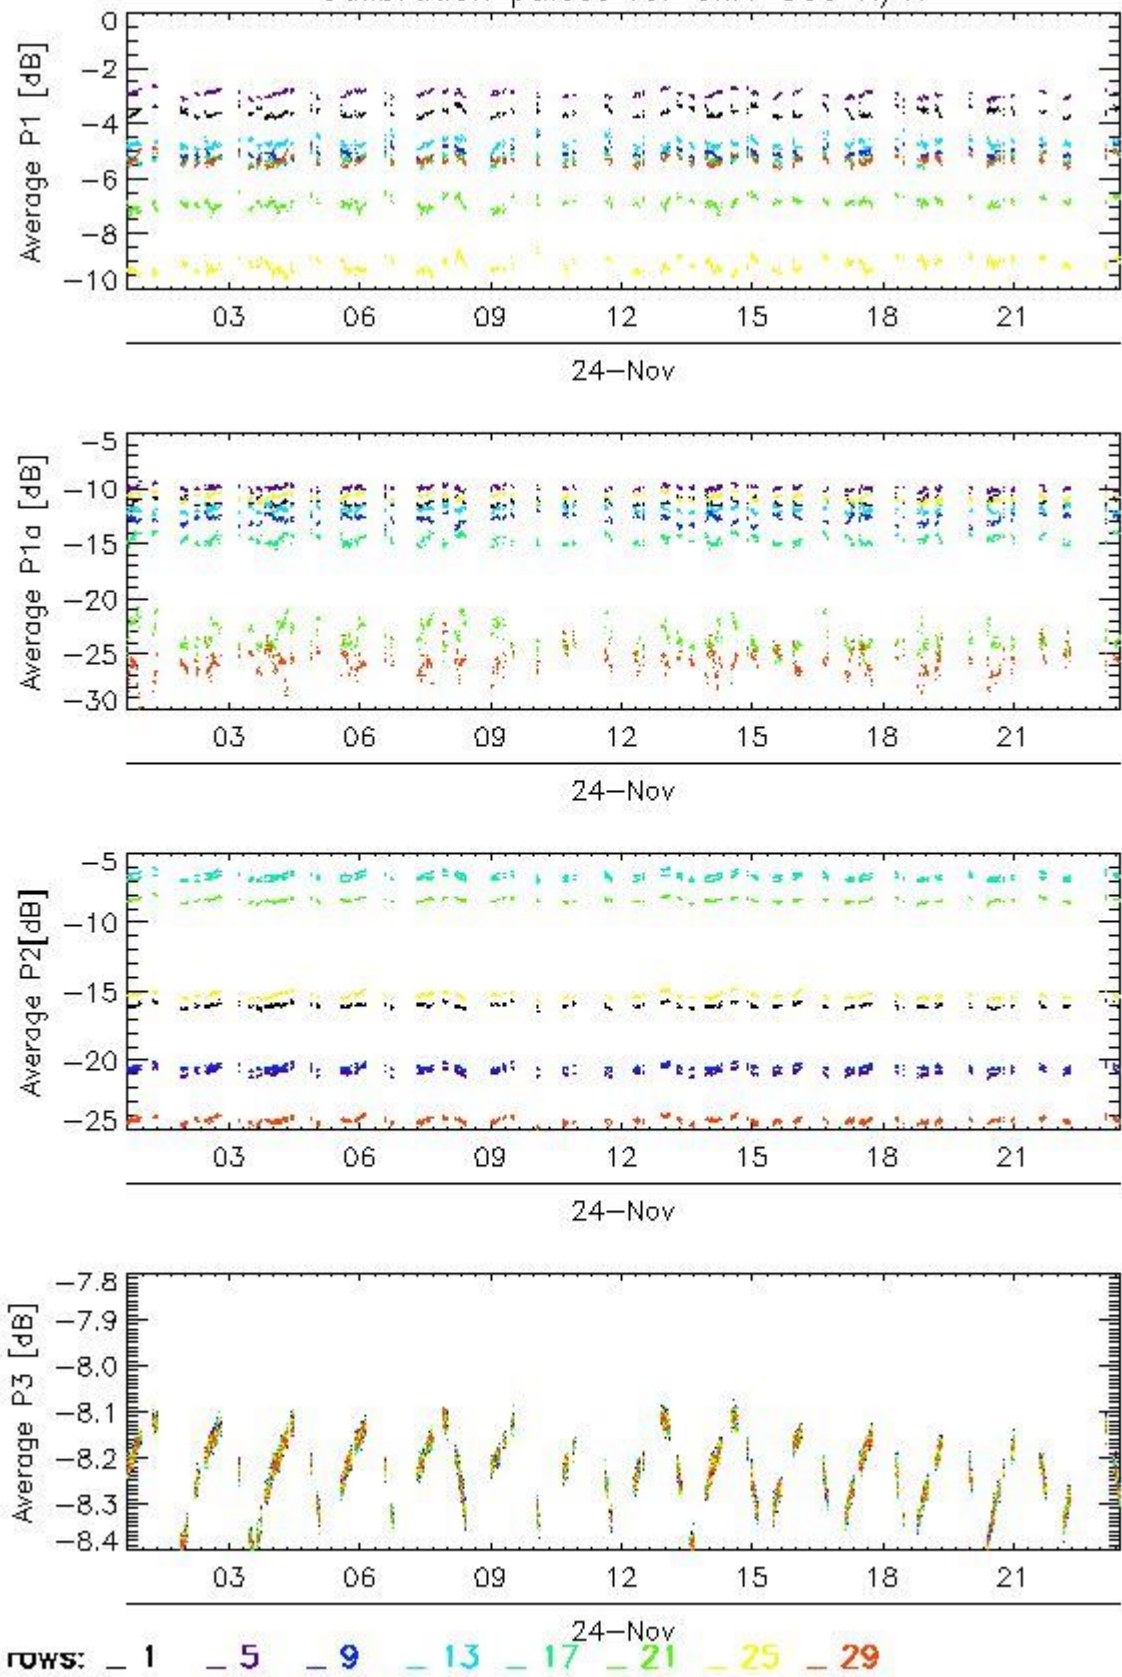 0
Average P1 [dB]
-2
-4
-6
-8
-10
03 06 09 12 15 18 21
24-Nov
-5
Average P1a [dB]
-10
-15
-20
-25
-30
03 06 09 12 15 18 21
24-Nov
-5
Average P2[dB]
-10
-15
-20
-25
03 06 09 12 15 18 21
24-Nov
-7.8
Average P3 [dB]
-7.9
-8.0
-8.1
-8.2
-8.3
-8.4
03 06 09 12 15 18 21
24-Nov
rows: _ 1 _ 5 _ 9 _ 13 _ 17 _ 21 _ 25 _ 29